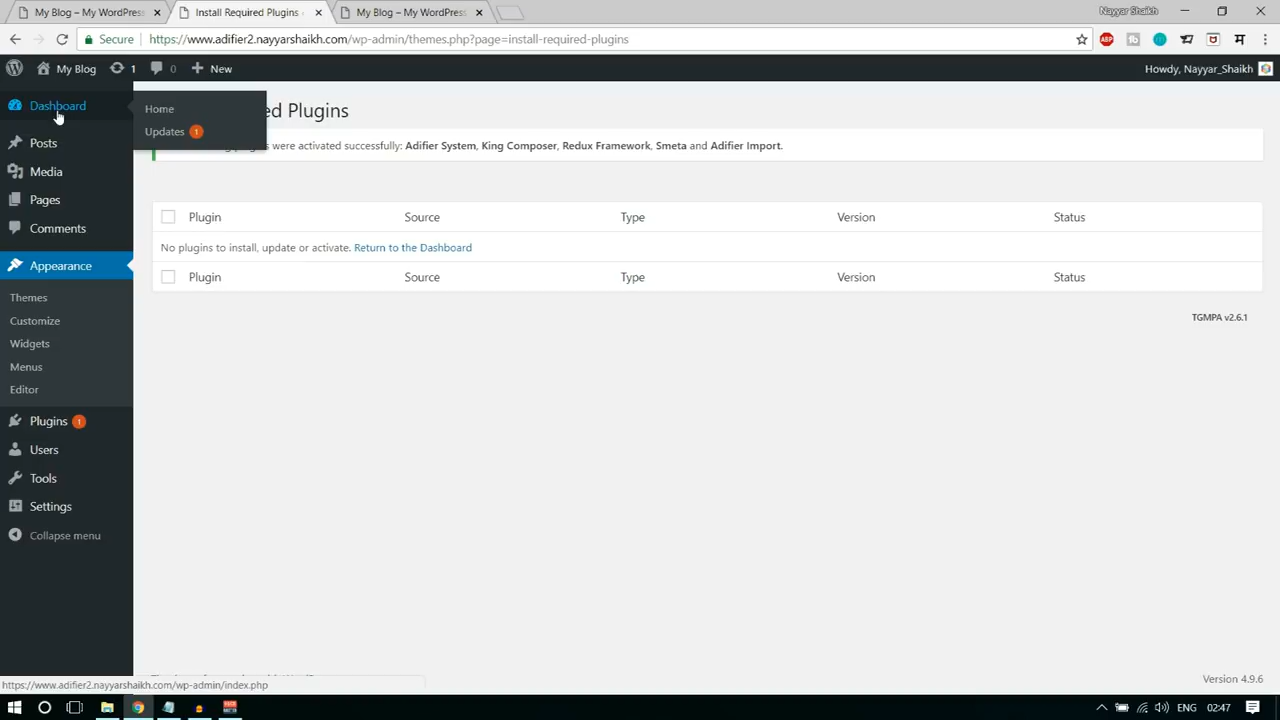 My Blog – My WordPress
Install Required Plugins
My Blog – My WordPress
Nayyar Shaikh
Secure
https://www.adifier2.nayyarshaikh.com/wp-admin/themes.php?page=install-required-plugins
ABP
My Blog
1
0
New
Howdy, Nayyar_Shaikh
Dashboard
Home
Updates 1
ed Plugins
were activated successfully: Adifier System, King Composer, Redux Framework, Smeta and Adifier Import.
Posts
Media
Pages
Comments
Appearance
Themes
Customize
Widgets
Menus
Editor
Plugins 1
Users
Tools
Settings
Collapse menu
Plugin Source Type Version Status
No plugins to install, update or activate. Return to the Dashboard
Plugin Source Type Version Status
TGMPA v2.6.1
https://www.adifier2.nayyarshaikh.com/wp-admin/index.php
Version 4.9.6
ENG
02:47